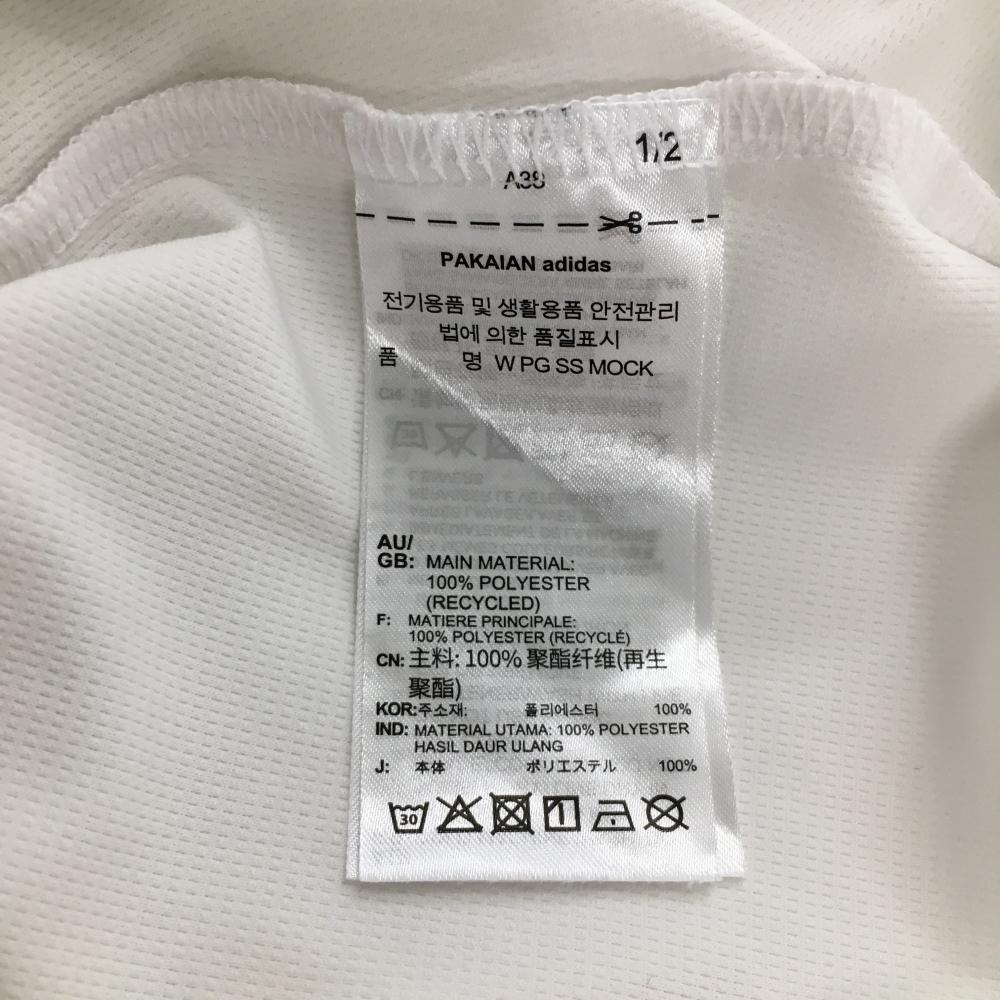 1/2
A38
PAKAIAN adidas
전기용품 및 생활용품 안전관리
법에 의한 품질표시
품 명 W PG SS MOCK
AU/
GB: MAIN MATERIAL:
100% POLYESTER
(RECYCLED)
F: MATIERE PRINCIPALE:
100% POLYESTER (RECYCLÉ)
CN: 主料: 100% 聚酯纤维(再生
聚酯)
KOR:주소재: 폴리에스터 100%
IND: MATERIAL UTAMA: 100% POLYESTER
HASIL DAUR ULANG
J: 本体 ポリエステル 100%
30